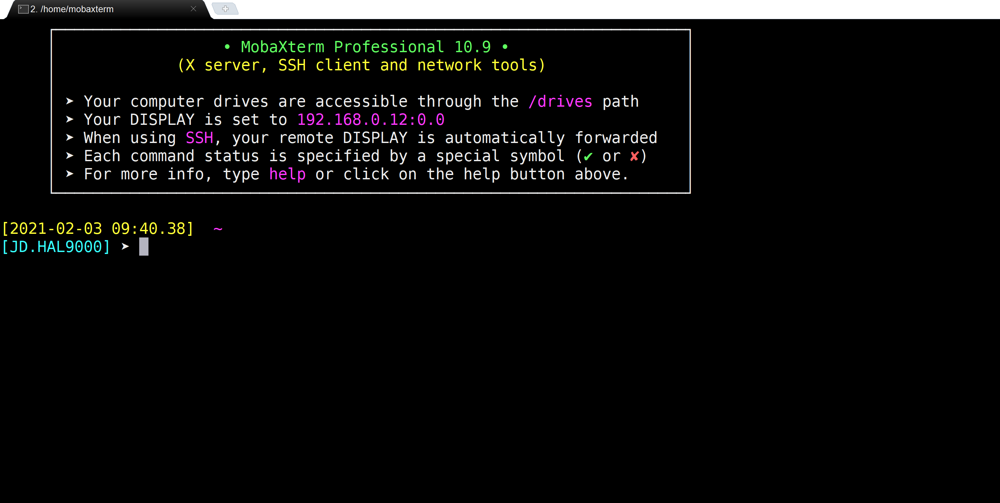 2. /home/mobaxterm
• MobaXterm Professional 10.9 •
(X server, SSH client and network tools)
➤ Your computer drives are accessible through the /drives path
➤ Your DISPLAY is set to 192.168.0.12:0.0
➤ When using SSH, your remote DISPLAY is automatically forwarded
➤ Each command status is specified by a special symbol (✔ or ✘)
➤ For more info, type help or click on the help button above.
[2021-02-03 09:40.38]  ~
[JD.HAL9000] ➤